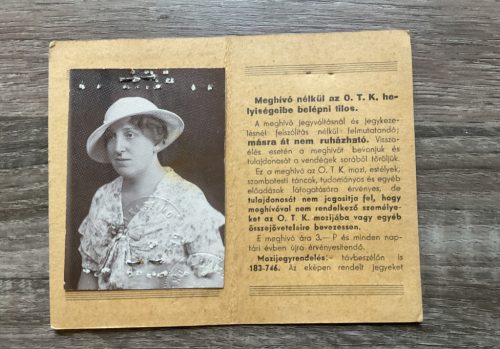 Meghívó nélkül az O. T. K. he-
lyiségeibe belépni tilos.
A meghívó jegyváltásnál és jegykeze-
lésnél felszólítás nélkül felmutatandó;
másra át nem ruházható. Vissza-
élés esetén a meghívót bevonjuk és
tulajdonosát a vendégek sorából töröljük.
Ez a meghívó az O. T. K. mozi, estélyek,
szombatesti táncok, tudományos és egyéb
előadások látogatására érvényes, de
tulajdonosát nem jogosítja fel, hogy
meghívóval nem rendelkező személye-
ket az O. T. K. mozijába vagy egyéb
összejöveteleire bevezessen.
E meghívó ára 3.— P és minden nap-
tári évben újra érvényesítendő.
Mozijegyrendelés: távbeszélőn is
183-746. Az eképen rendelt jegyeket